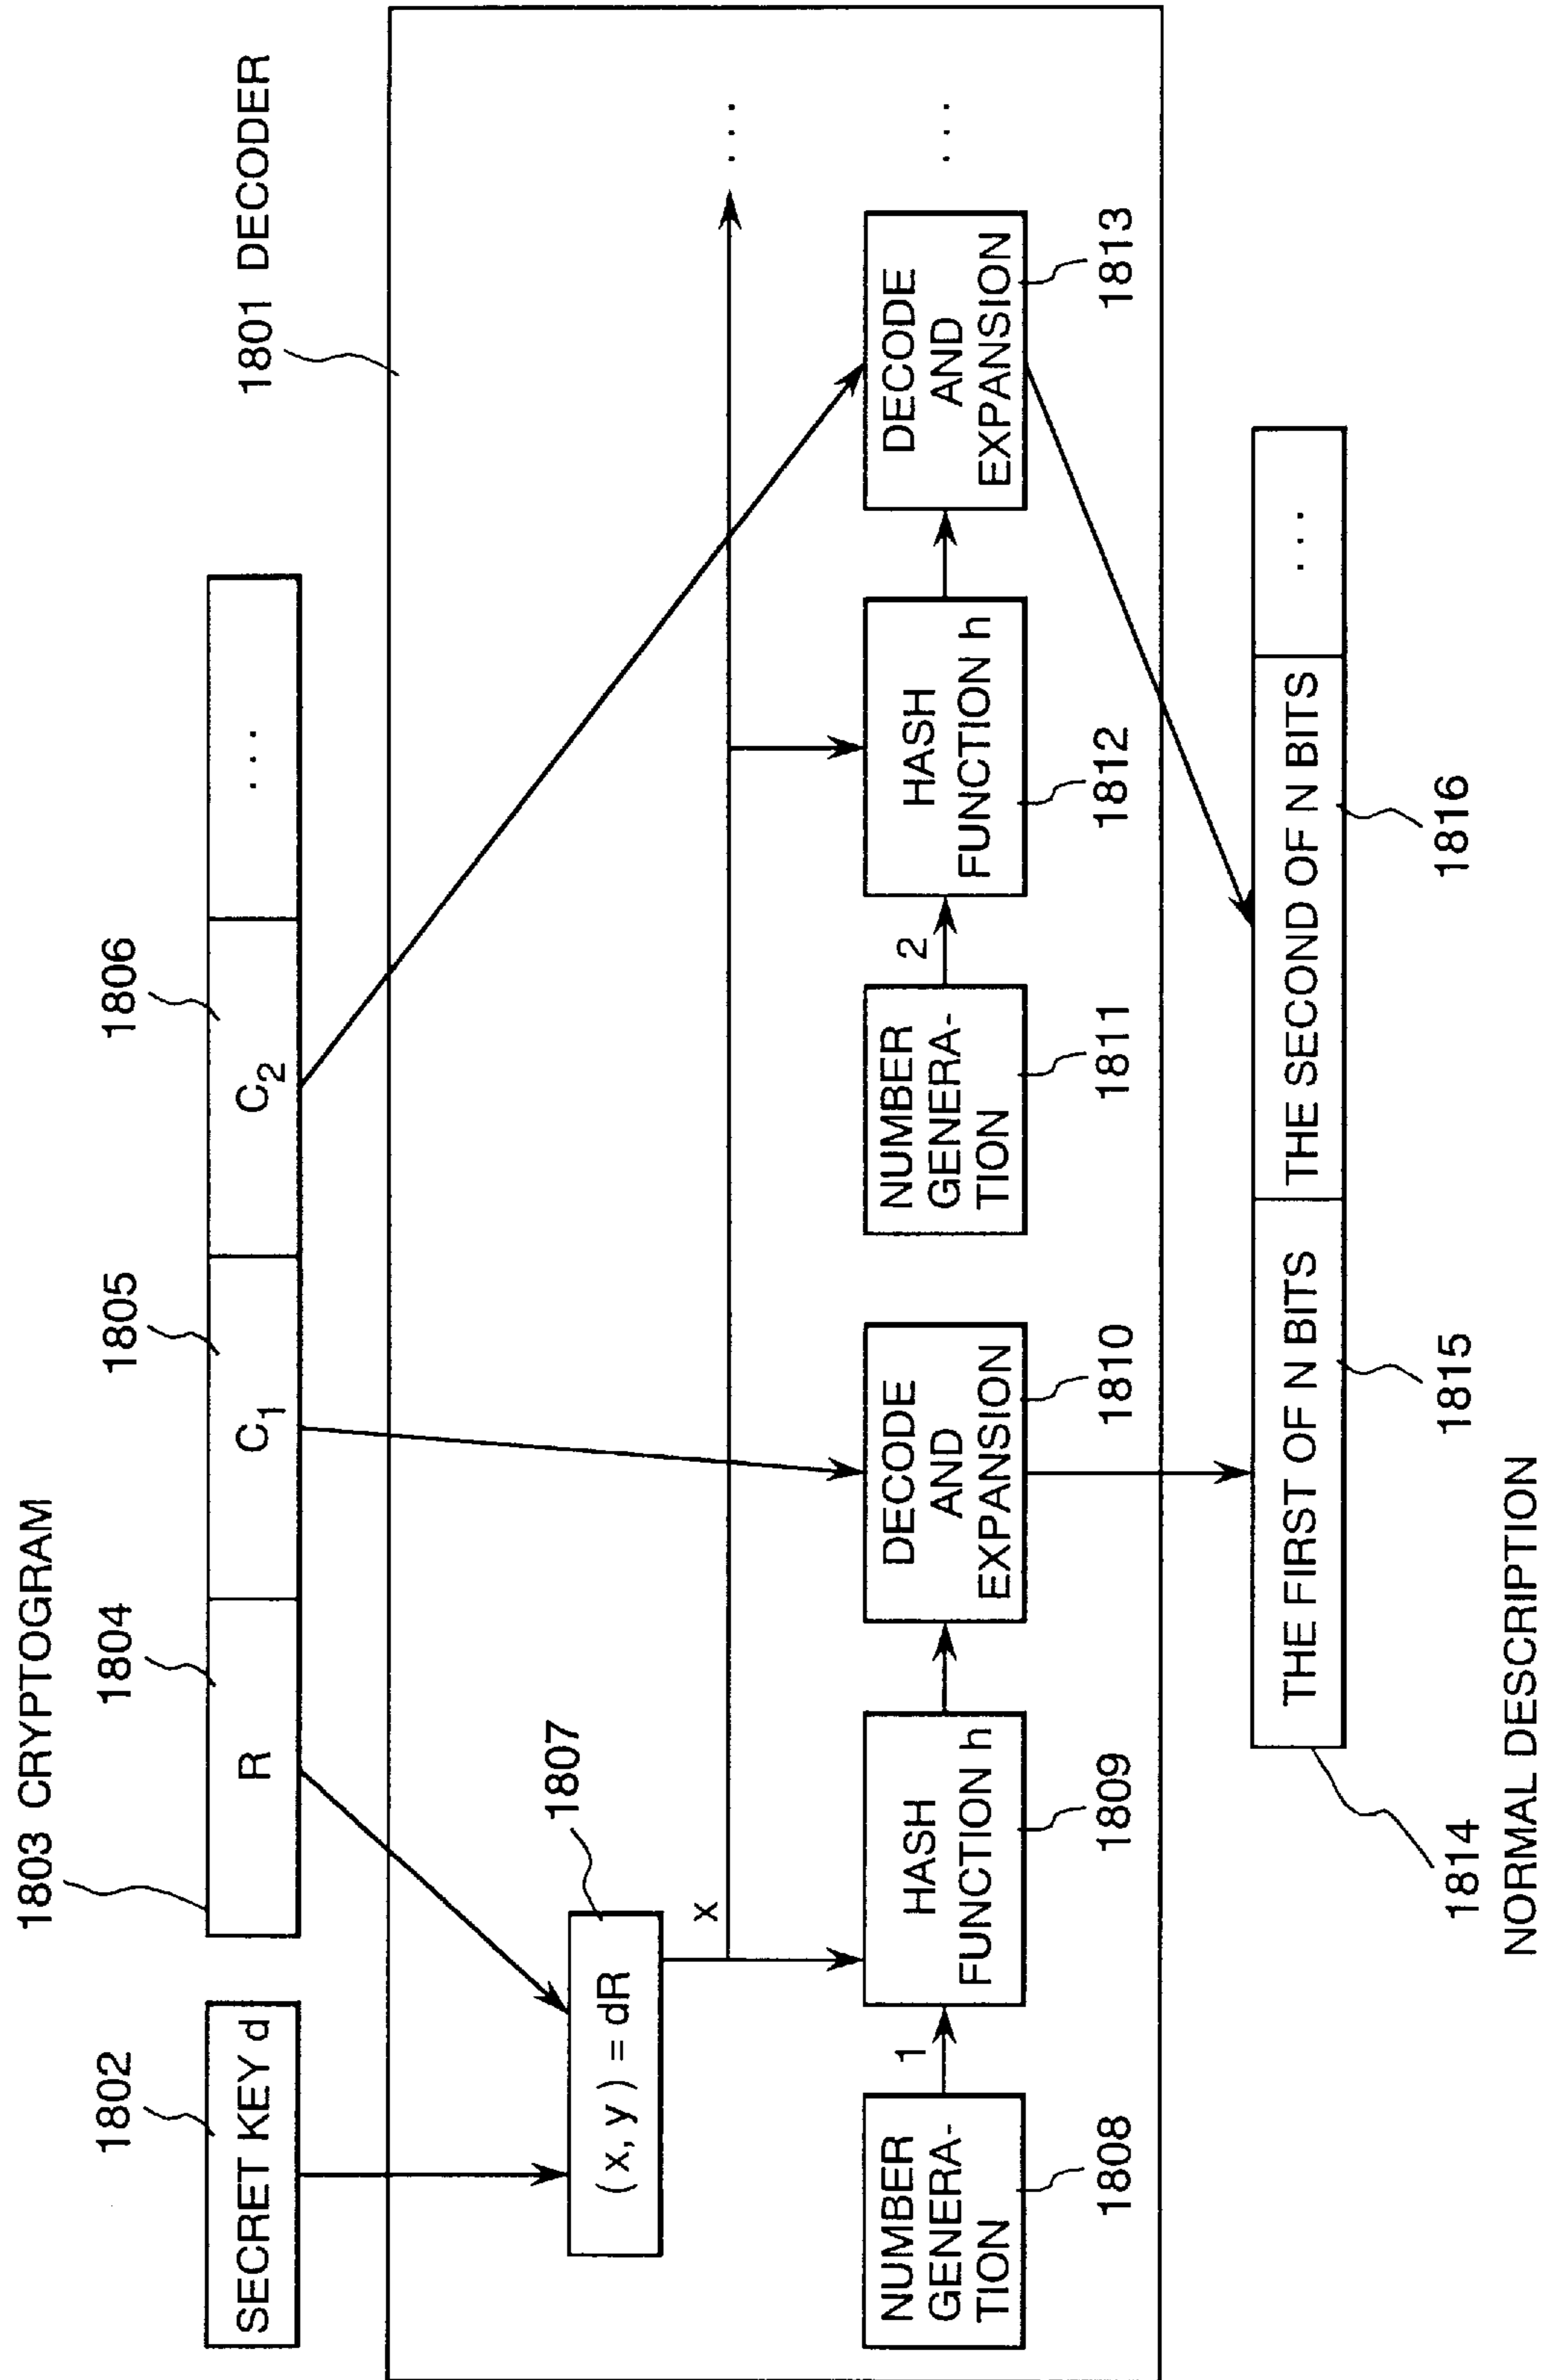 1803 CRYPTOGRAM
1802
1804
1805
1806
1801 DECODER
SECRET KEY d
R
C₁
C₂
...
1807
( x, y ) = dR
x
...
NUMBER
GENERA-
TION
1
HASH
FUNCTION h
DECODE
AND
EXPANSION
NUMBER
GENERA-
TION
2
HASH
FUNCTION h
DECODE
AND
EXPANSION
...
1808
1809
1810
1811
1812
1813
THE FIRST OF N BITS
THE SECOND OF N BITS
...
1814
NORMAL DESCRIPTION
1815
1816